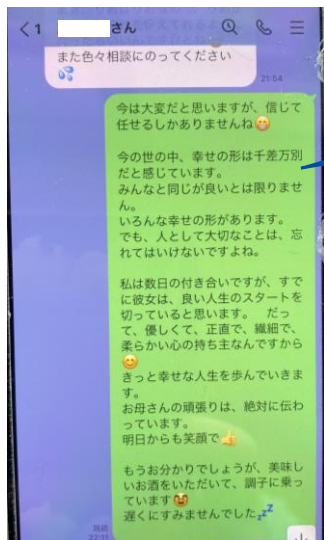 1
さん
また色々相談にのってください
💦
21:54
今は大変だと思いますが、信じて
任せるしかありませんね😁
今の世の中、幸せの形は千差万別
だと感じています。
みんなと同じが良いとは限りませ
ん。
いろんな幸せの形があります。
でも、人として大切なことは、忘
れてはいけないですよね。
私は数日の付き合いですが、すで
に彼女は、良い人生のスタートを
切っていると思います。　だっ
て、優しくて、正直で、繊細で、
柔らかい心の持ち主なんですから
😊
きっと幸せな人生を歩んでいきま
す。
お母さんの頑張りは、絶対に伝わ
っています。
明日からも笑顔で👍
もうお分かりでしょうが、美味し
いお酒をいただいて、調子に乗っ
ています🤩
遅くにすみませんでした💤
既読
22:11